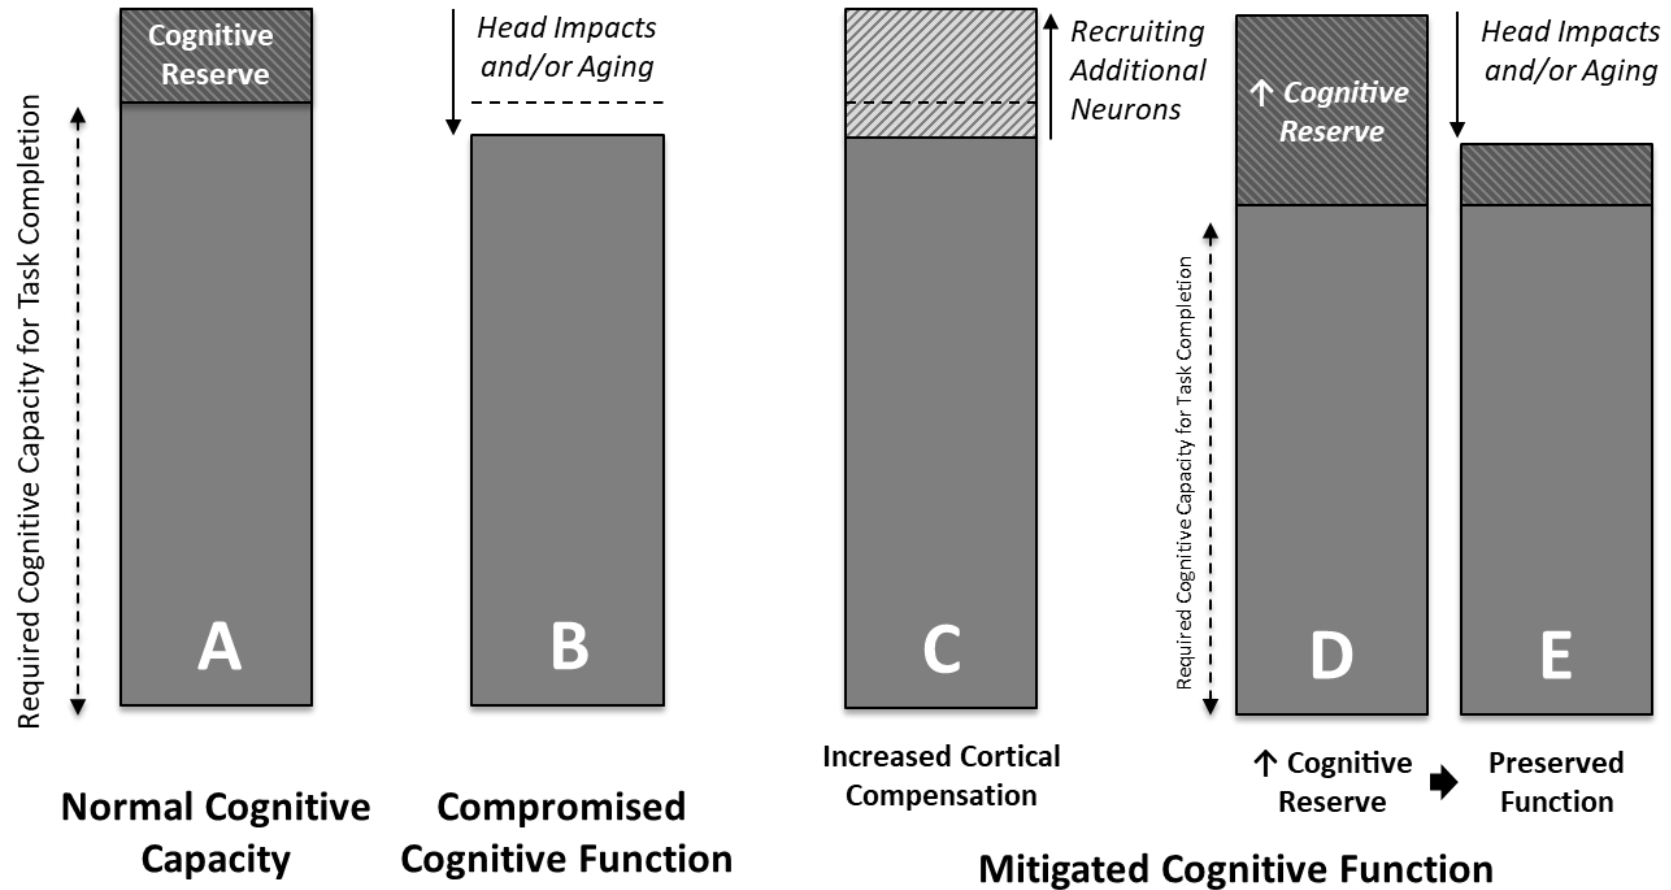 Required Cognitive Capacity for Task Completion
Cognitive
Reserve
A
Normal Cognitive
Capacity
Head Impacts
and/or Aging
B
Compromised
Cognitive Function
C
Recruiting
Additional
Neurons
Increased Cortical
Compensation
Required Cognitive Capacity for Task Completion
↑ Cognitive
Reserve
D
↑ Cognitive
Reserve
Head Impacts
and/or Aging
E
Preserved
Function
Mitigated Cognitive Function